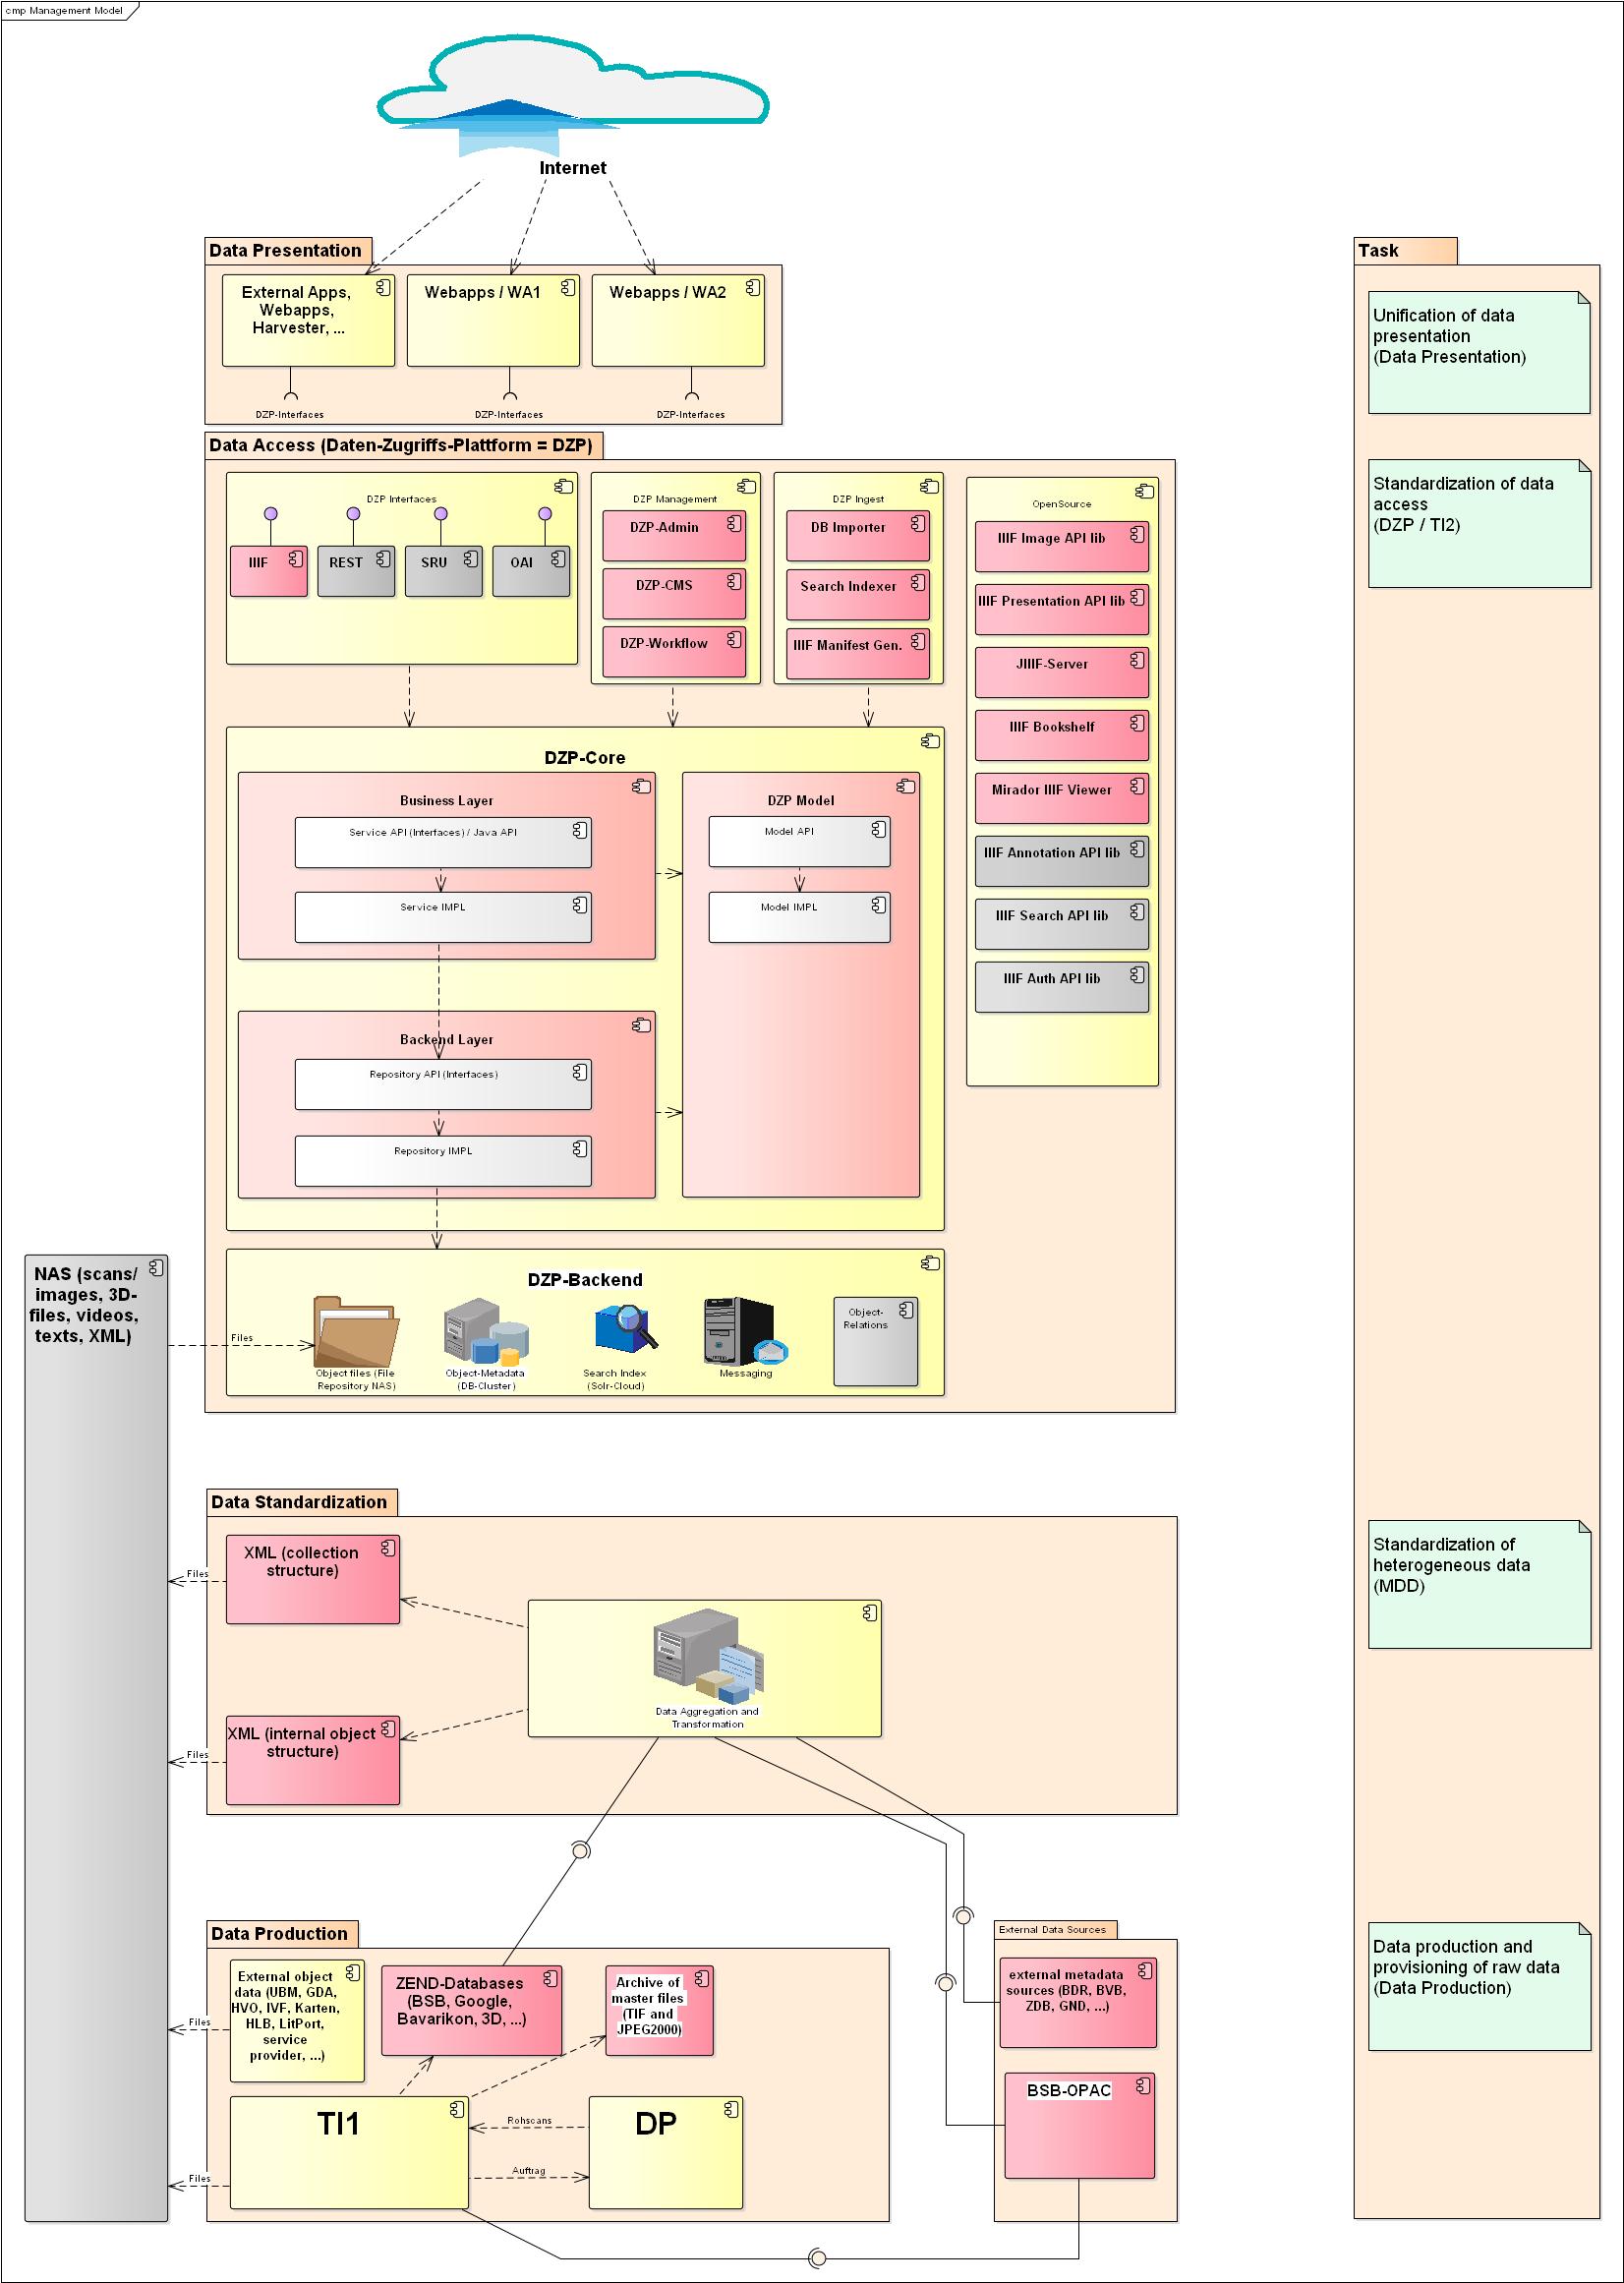 cmp Management Model
Internet
Data Presentation
External Apps,
Webapps,
Harvester, ...
Webapps / WA1
Webapps / WA2
DZP-Interfaces
DZP-Interfaces
DZP-Interfaces
Task
Unification of data
presentation
(Data Presentation)
Data Access (Daten-Zugriffs-Plattform = DZP)
DZP Interfaces
IIIF
REST
SRU
OAI
DZP Management
DZP-Admin
DZP-CMS
DZP-Workflow
DZP Ingest
DB Importer
Search Indexer
IIIF Manifest Gen.
OpenSource
IIIF Image API lib
IIIF Presentation API lib
JIIIF-Server
IIIF Bookshelf
Mirador IIIF Viewer
IIIF Annotation API lib
IIIF Search API lib
IIIF Auth API lib
Standardization of data
access
(DZP / TI2)
DZP-Core
Business Layer
Service API (Interfaces) / Java API
Service IMPL
DZP Model
Model API
Model IMPL
Backend Layer
Repository API (Interfaces)
Repository IMPL
NAS (scans/
images, 3D-
files, videos,
texts, XML)
Files
DZP-Backend
Object files (File
Repository NAS)
Object-Metadata
(DB-Cluster)
Search Index
(Solr-Cloud)
Messaging
Object-
Relations
Data Standardization
XML (collection
structure)
Files
Data Aggregation and
Transformation
XML (internal object
structure)
Files
Standardization of
heterogeneous data
(MDD)
Data Production
External object
data (UBM, GDA,
HVO, IVF, Karten,
HLB, LitPort,
service
provider, ...)
Files
ZEND-Databases
(BSB, Google,
Bavarikon, 3D, ...)
Archive of
master files
(TIF and
JPEG2000)
TI1
Files
Rohscans
Auftrag
DP
External Data Sources
external metadata
sources (BDR, BVB,
ZDB, GND, ...)
BSB-OPAC
Data production and
provisioning of raw data
(Data Production)